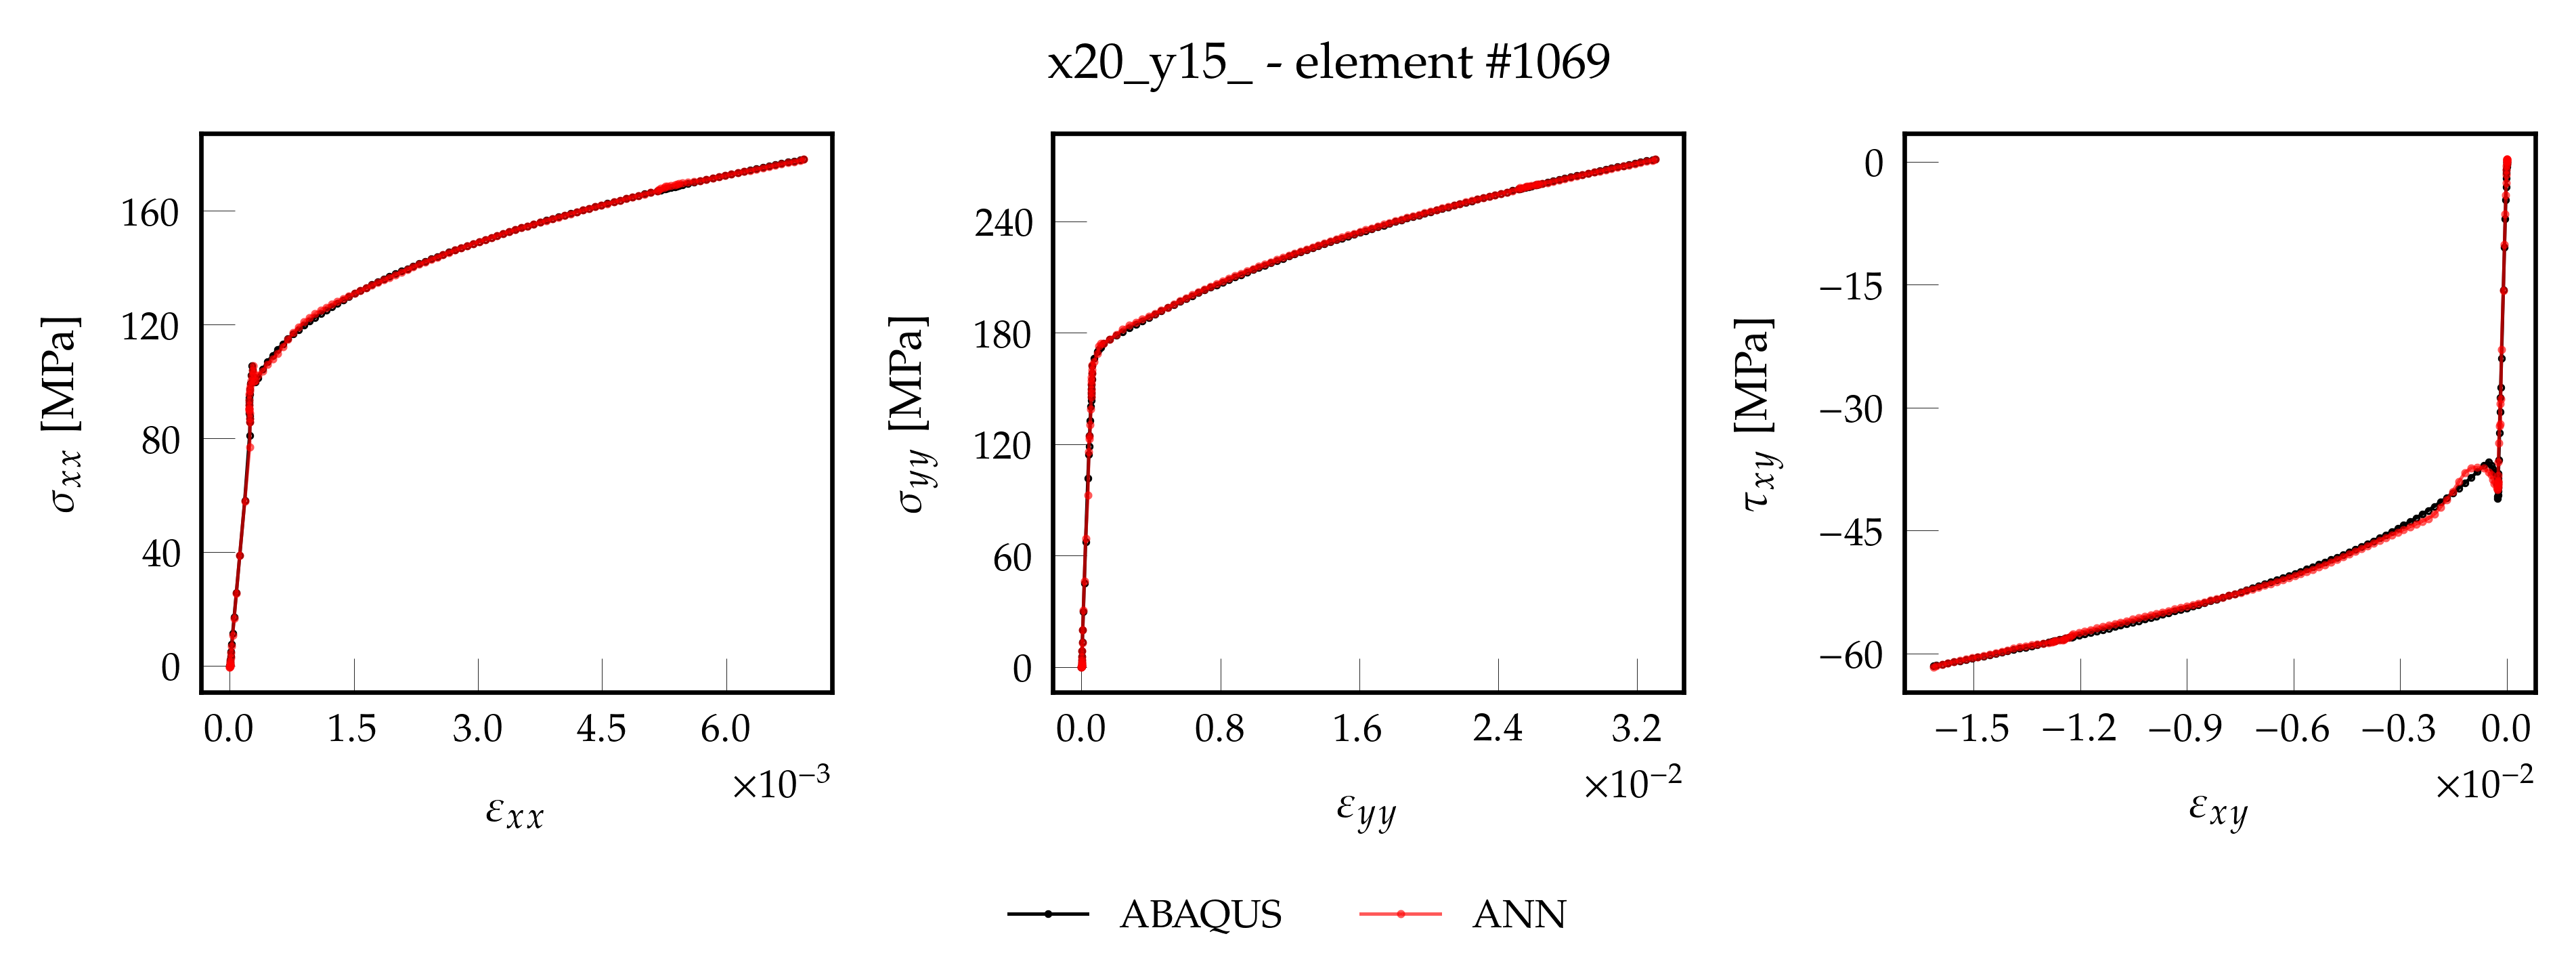 x20_y15_ - element #1069
σxx [MPa]
160
120
80
40
0
0.0 1.5 3.0 4.5 6.0
×10⁻³
εxx
σyy [MPa]
240
180
120
60
0
0.0 0.8 1.6 2.4 3.2
×10⁻²
εyy
τxy [MPa]
0
−15
−30
−45
−60
−1.5 −1.2 −0.9 −0.6 −0.3 0.0
×10⁻²
εxy
ABAQUS ANN